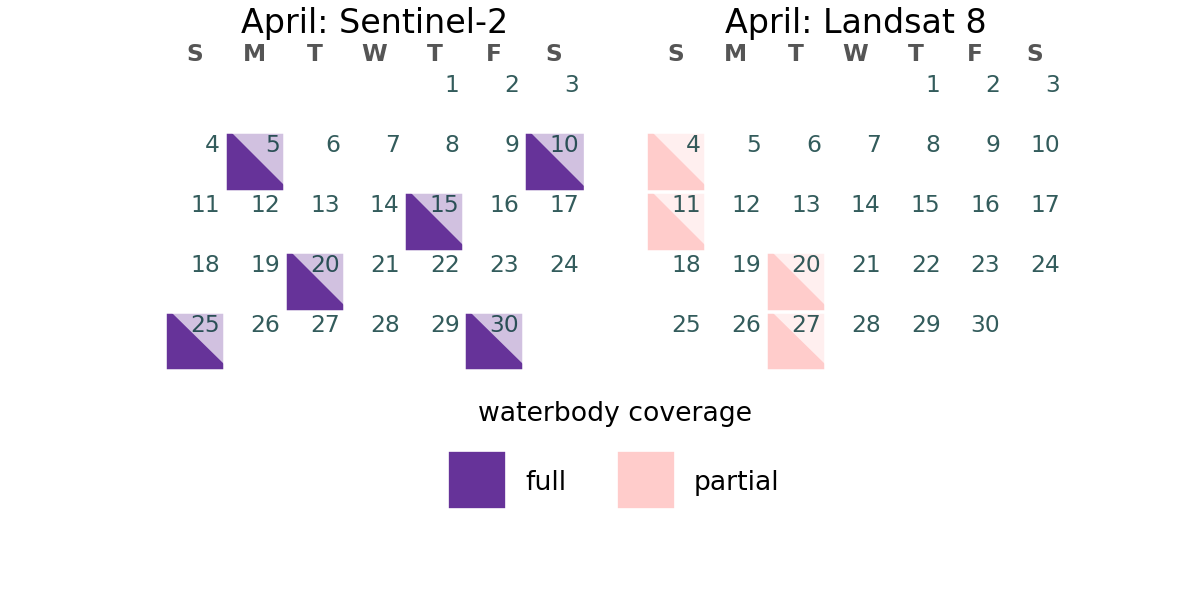 April: Sentinel-2
S M T W T F S
1 2 3
4 5 6 7 8 9 10
11 12 13 14 15 16 17
18 19 20 21 22 23 24
25 26 27 28 29 30
April: Landsat 8
S M T W T F S
1 2 3
4 5 6 7 8 9 10
11 12 13 14 15 16 17
18 19 20 21 22 23 24
25 26 27 28 29 30
waterbody coverage
full
partial